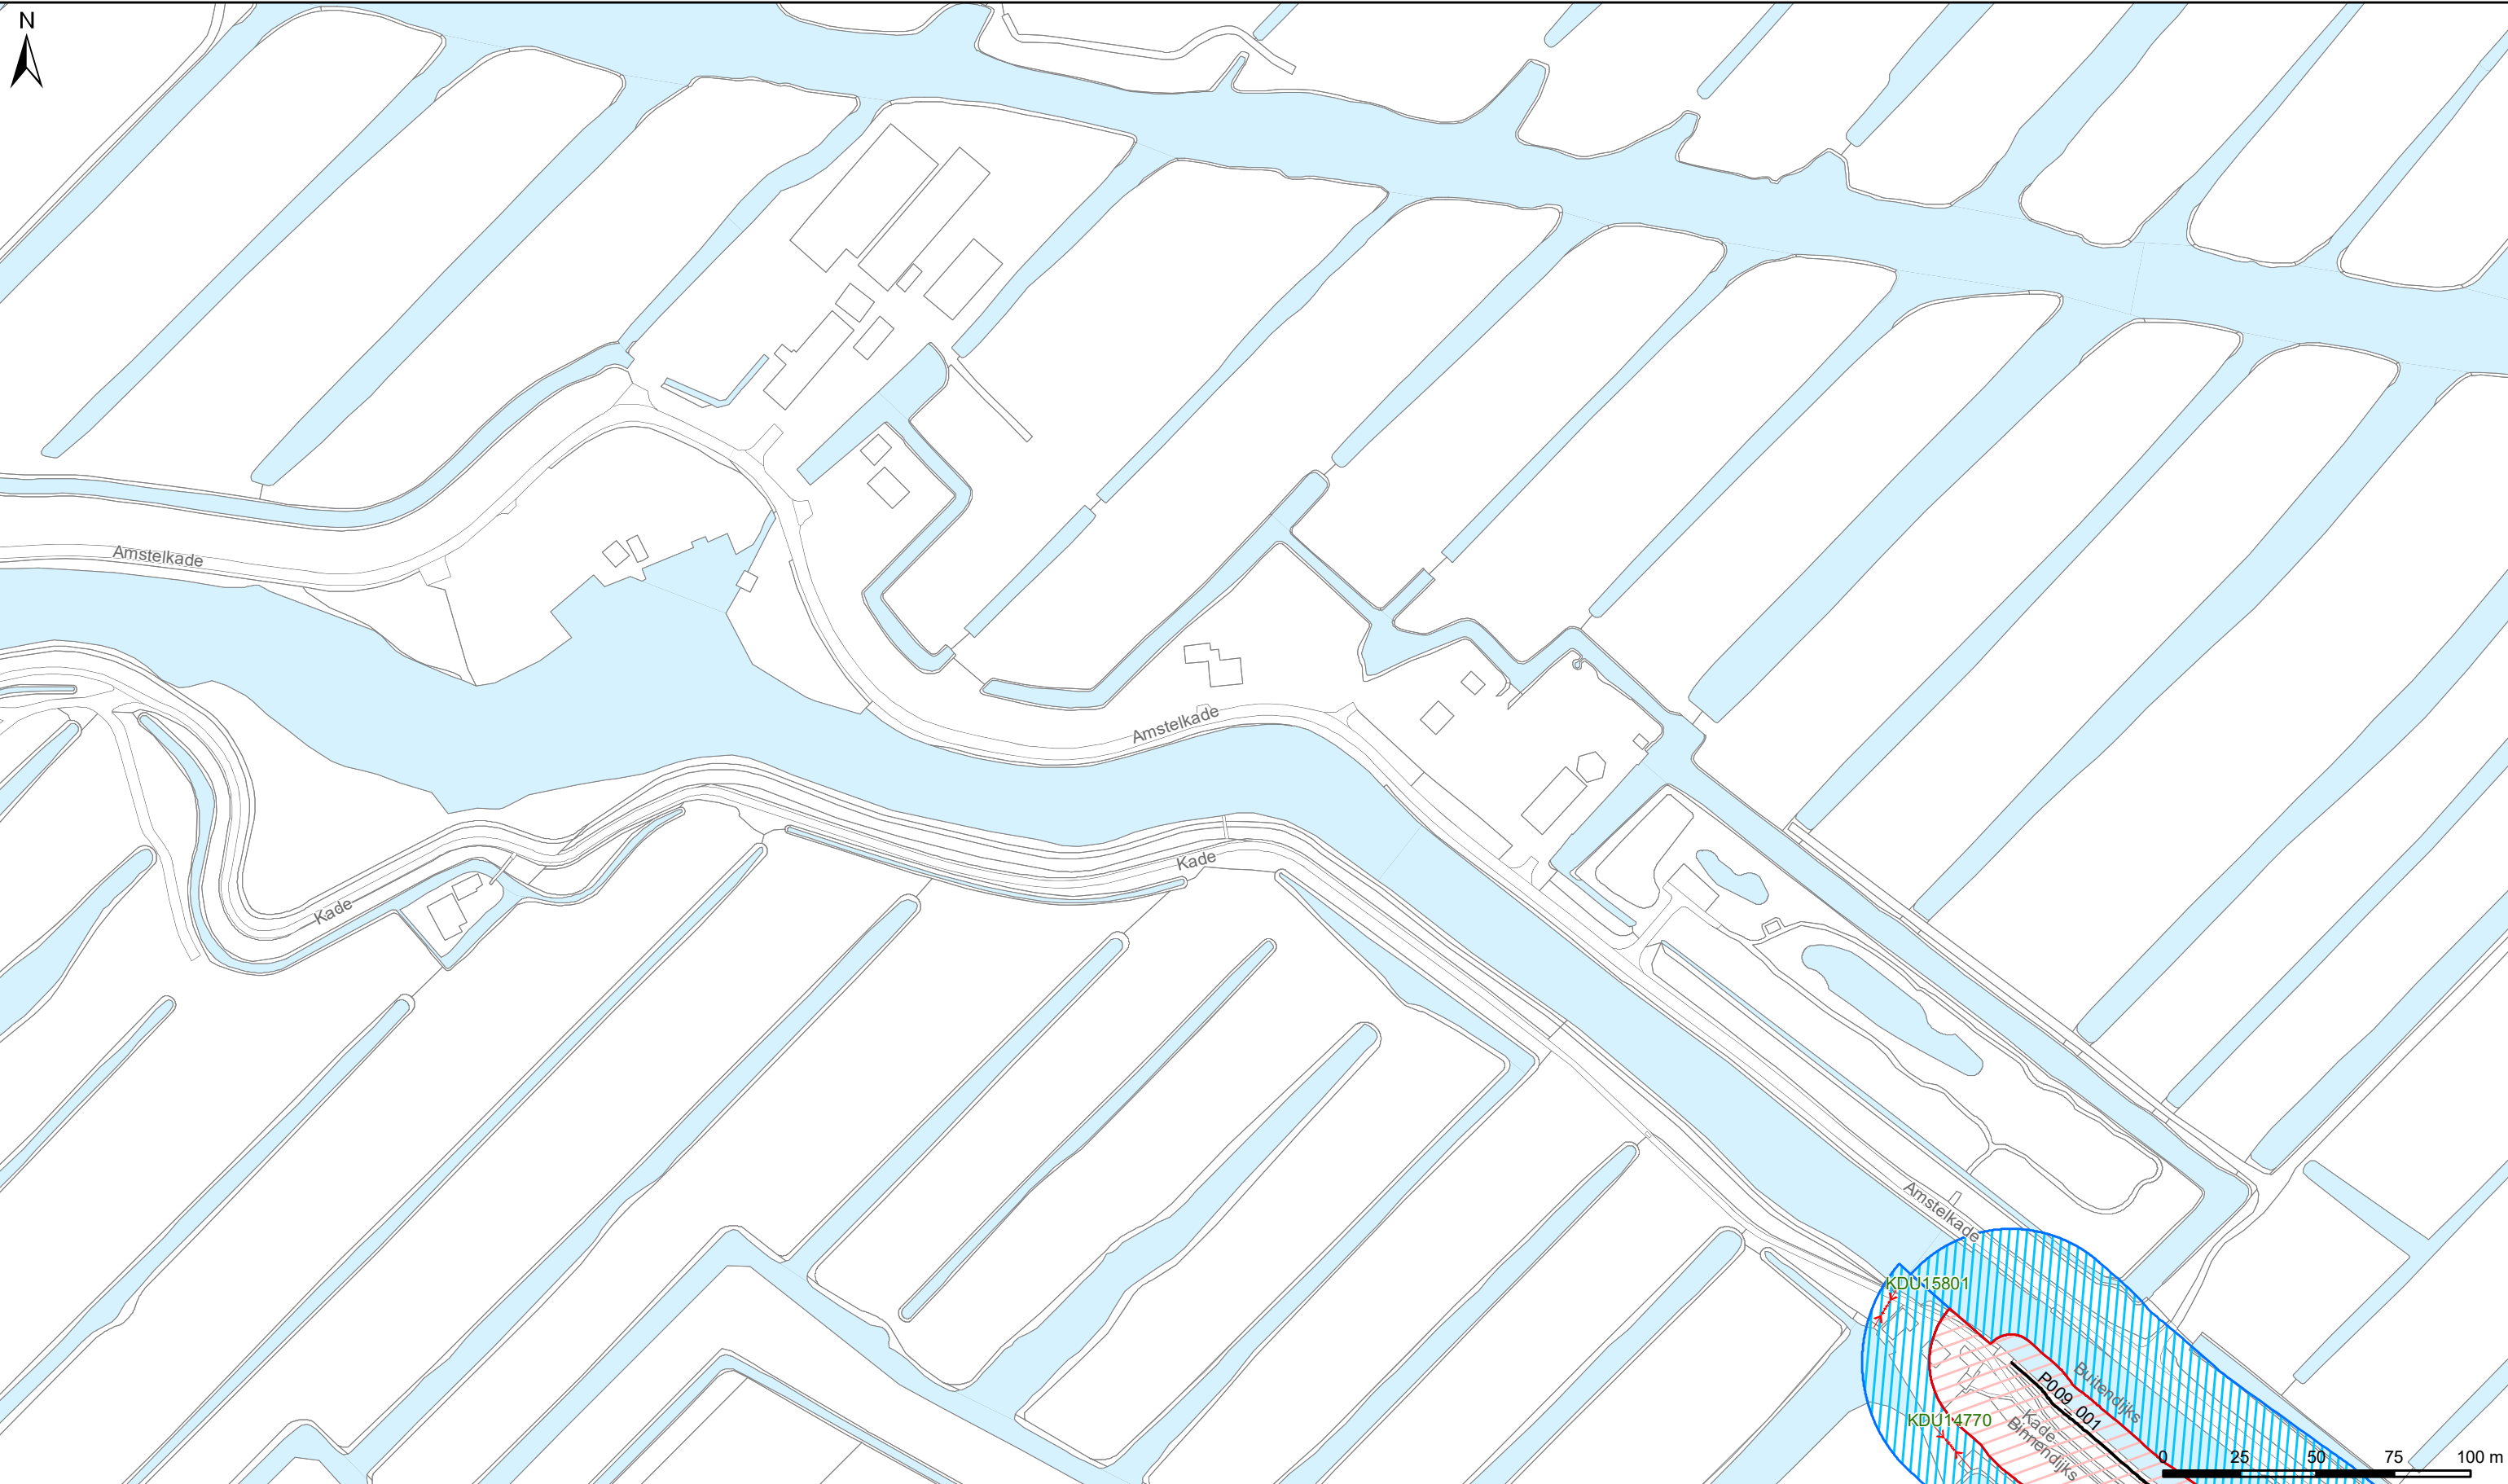 N
Amstelkade
Amstelkade
Kade
Kade
Amstelkade
KDU15801
Buitendijks
P009_001
KDU14770
Kade
Binnendijks
0 25 50 75 100 m